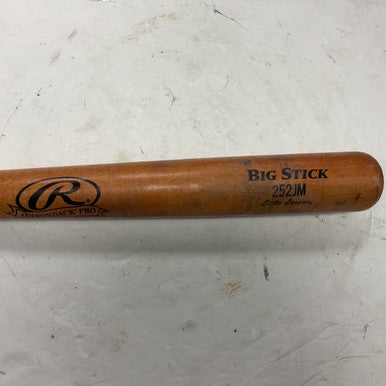 R
ADIRONDACK PRO
BIG STICK
252JM
Little League